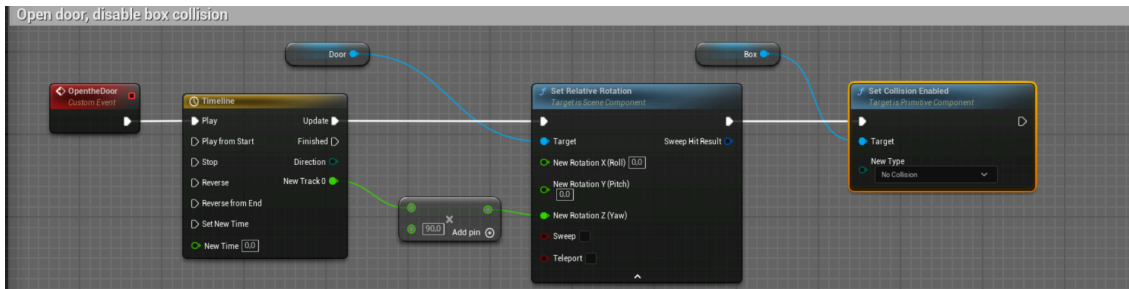 Open door, disable box collision
Door
Box
OpentheDoor
Custom Event
Timeline
Play
Update
Play from Start
Finished
Stop
Direction
Reverse
New Track 0
Reverse from End
Set New Time
New Time 0,0
×
90,0
Add pin
Set Relative Rotation
Target is Scene Component
Target
Sweep Hit Result
New Rotation X (Roll) 0,0
New Rotation Y (Pitch)
0,0
New Rotation Z (Yaw)
Sweep
Teleport
Set Collision Enabled
Target is Primitive Component
Target
New Type
No Collision